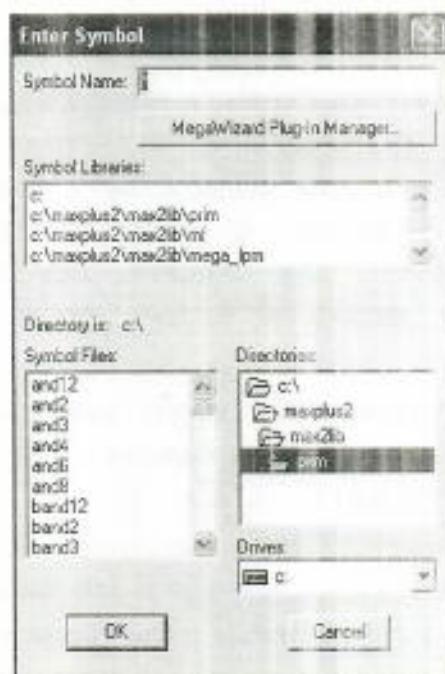 Enter Symbol
Symbol Name:
MegaWizard Plug-In Manager...
Symbol Libraries:
c:\
c:\maxplus2\max2lib\prim
c:\maxplus2\max2lib\mf
c:\maxplus2\max2lib\mega_lpm
Directory is: c:\
Symbol Files:
and12
and2
and3
and4
and6
and8
band12
band2
band3
Directories:
c:\
maxplus2
max2lib
prim
Drives:
c:
OK
Cancel